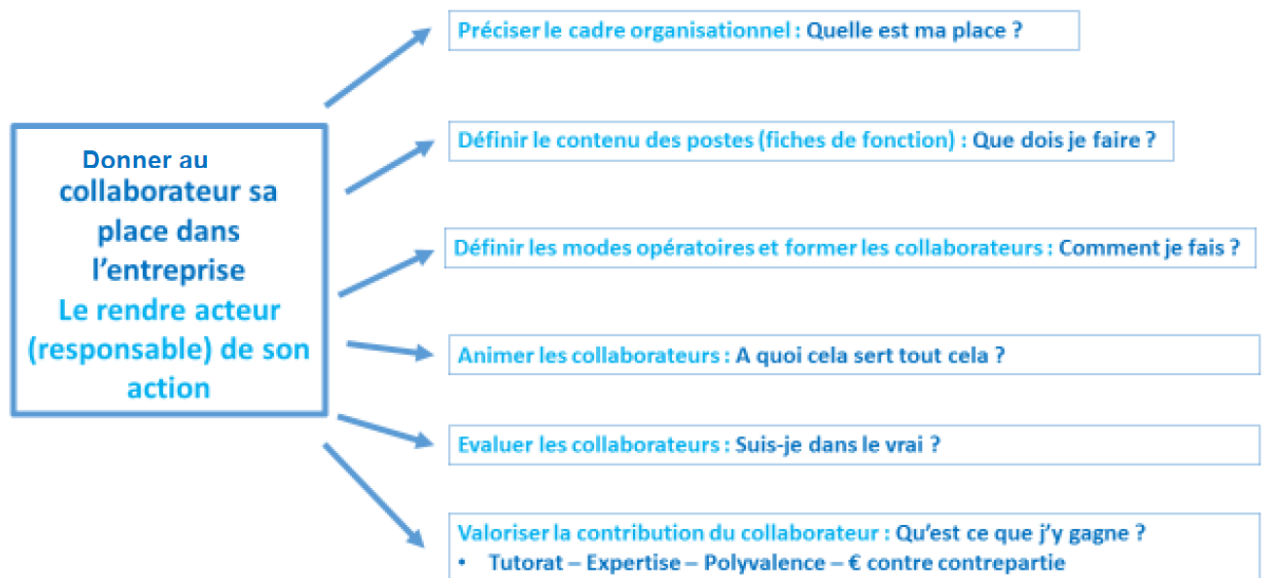 Préciser le cadre organisationnel : Quelle est ma place ?
Définir le contenu des postes (fiches de fonction) : Que dois je faire ?
Donner au
collaborateur sa
place dans
l'entreprise
Le rendre acteur
(responsable) de son
action
Définir les modes opératoires et former les collaborateurs : Comment je fais ?
Animer les collaborateurs : A quoi cela sert tout cela ?
Evaluer les collaborateurs : Suis-je dans le vrai ?
Valoriser la contribution du collaborateur : Qu'est ce que j'y gagne ?
• Tutorat – Expertise – Polyvalence – € contre contrepartie